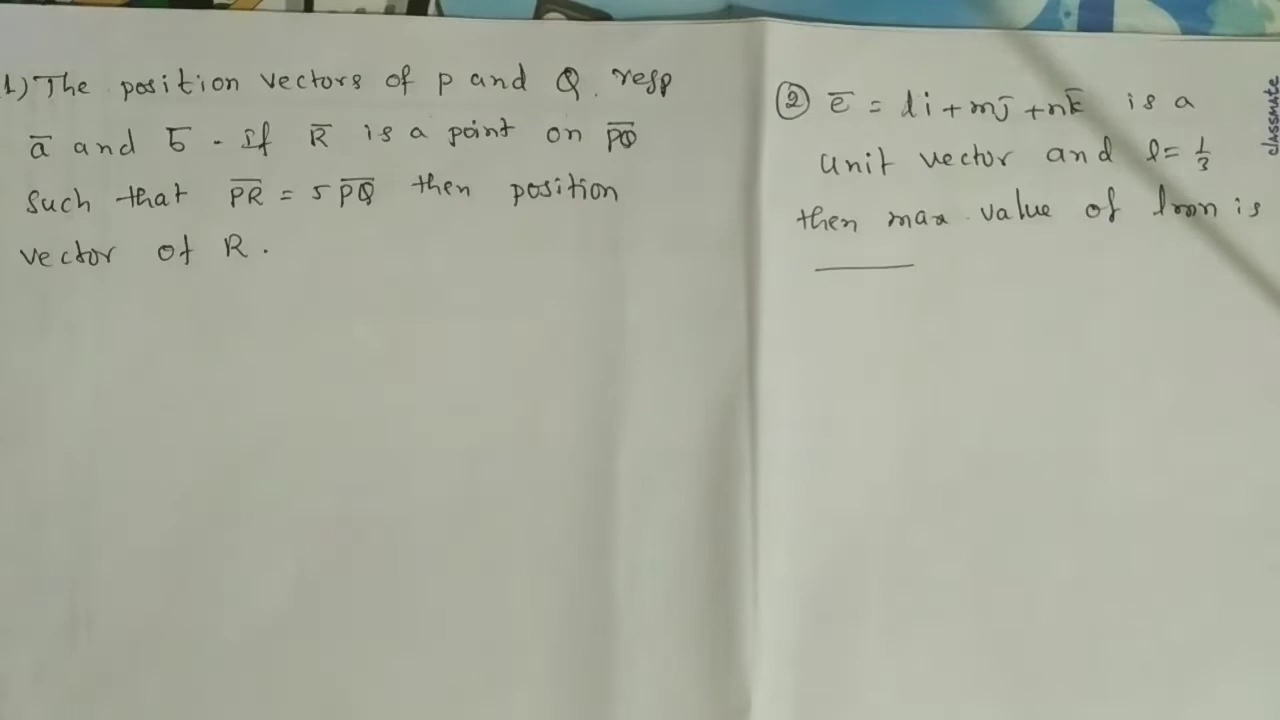 1) The position vectors of P and Q. resp
a̅ and b̅. If R̅ is a point on P̅Q̅
Such that P̅R̅ = 5 P̅Q̅ then position
vector of R.
② e̅ = li + mj̅ + nk̅ is a
unit vector and l = 1/3
then max. value of lmn is
classmate